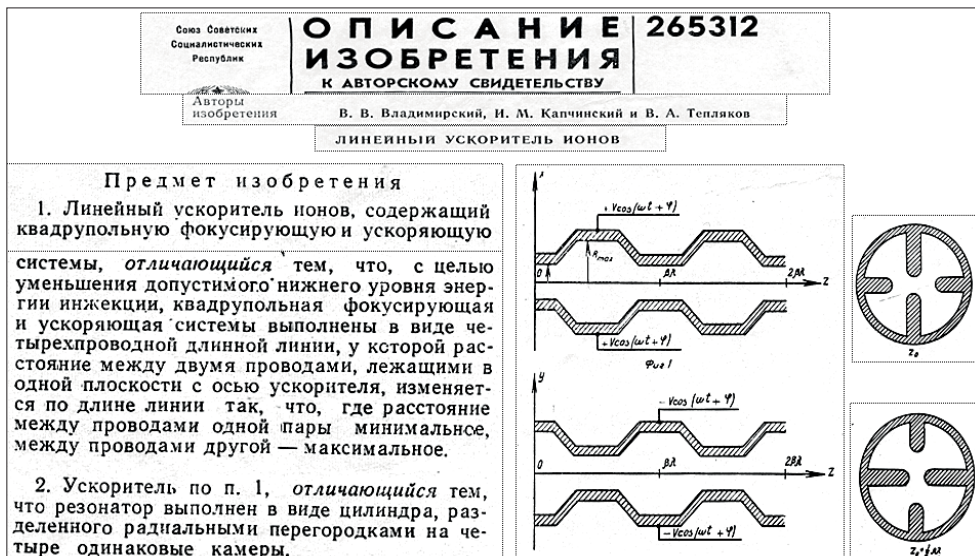 Союз Советских
Социалистических
Республик
ОПИСАНИЕ
ИЗОБРЕТЕНИЯ
К АВТОРСКОМУ СВИДЕТЕЛЬСТВУ
265312
Авторы
изобретения
В. В. Владимирский, И. М. Капчинский и В. А. Тепляков
ЛИНЕЙНЫЙ УСКОРИТЕЛЬ ИОНОВ
Предмет изобретения
1. Линейный ускоритель ионов, содержащий
квадрупольную фокусирующую и ускоряющую
системы, отличающийся тем, что, с целью
уменьшения допустимого нижнего уровня энер-
гии инжекции, квадрупольная фокусирующая
и ускоряющая системы выполнены в виде че-
тырехпроводной длинной линии, у которой рас-
стояние между двумя проводами, лежащими в
одной плоскости с осью ускорителя, изменяет-
ся по длине линии так, что, где расстояние
между проводами одной пары минимальное,
между проводами другой — максимальное.
2. Ускоритель по п. 1, отличающийся тем,
что резонатор выполнен в виде цилиндра, раз-
деленного радиальными перегородками на че-
тыре одинаковые камеры.
x
+Vcos(ωt+φ)
Rmax
0
βλ
2βλ
z
+Vcos(ωt+φ)
Фиг 1
y
-Vcos(ωt+φ)
0
βλ
2βλ
z
-Vcos(ωt+φ)
z₀